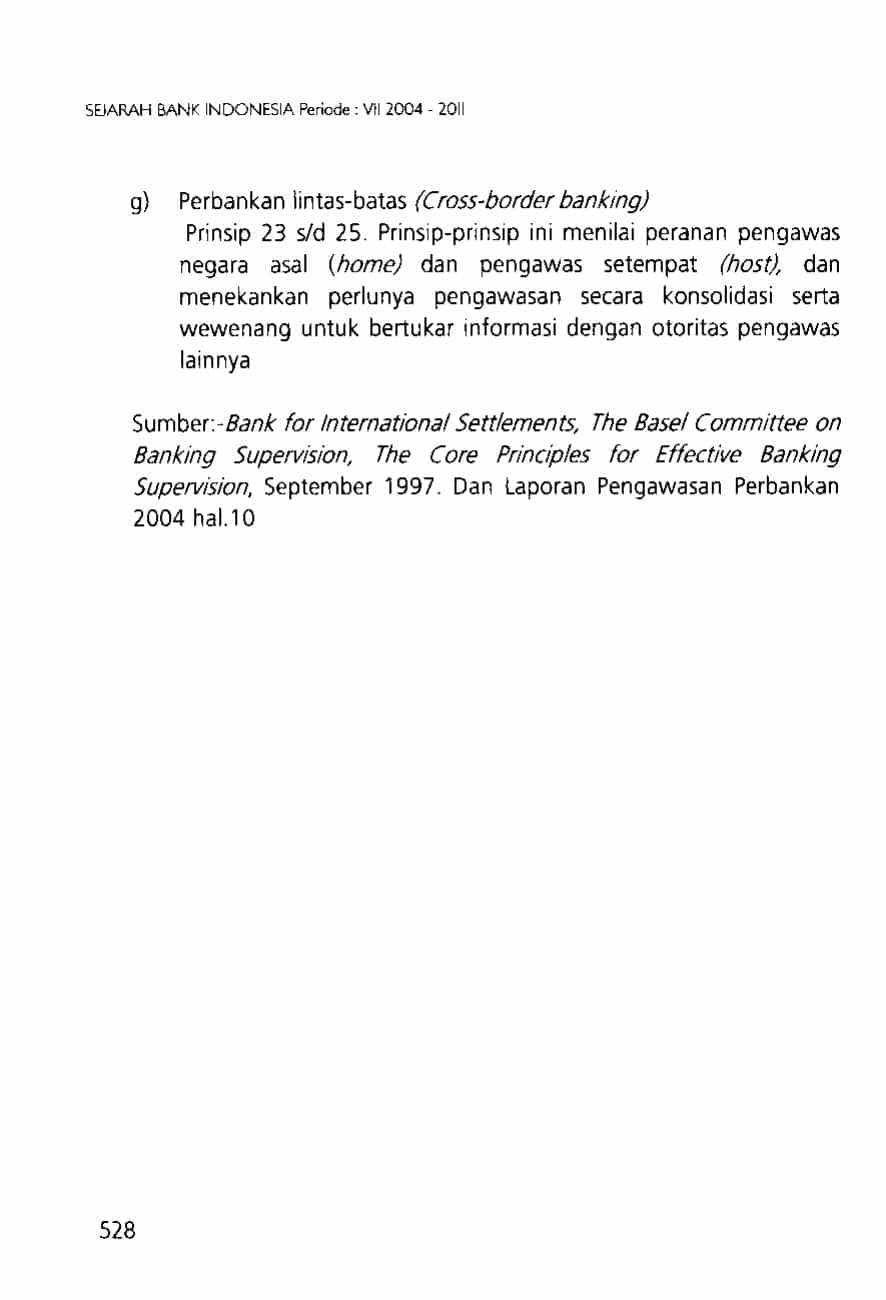 SEJARAH BANK INDONESIA Periode : VII 2004 - 2011
g) Perbankan lintas-batas (Cross-border banking)
Prinsip 23 s/d 25. Prinsip-prinsip ini menilai peranan pengawas
negara asal (home) dan pengawas setempat (host), dan
menekankan perlunya pengawasan secara konsolidasi serta
wewenang untuk bertukar informasi dengan otoritas pengawas
lainnya
Sumber:-Bank for International Settlements, The Basel Committee on
Banking Supervision, The Core Principles for Effective Banking
Supervision, September 1997. Dan Laporan Pengawasan Perbankan
2004 hal.10
528